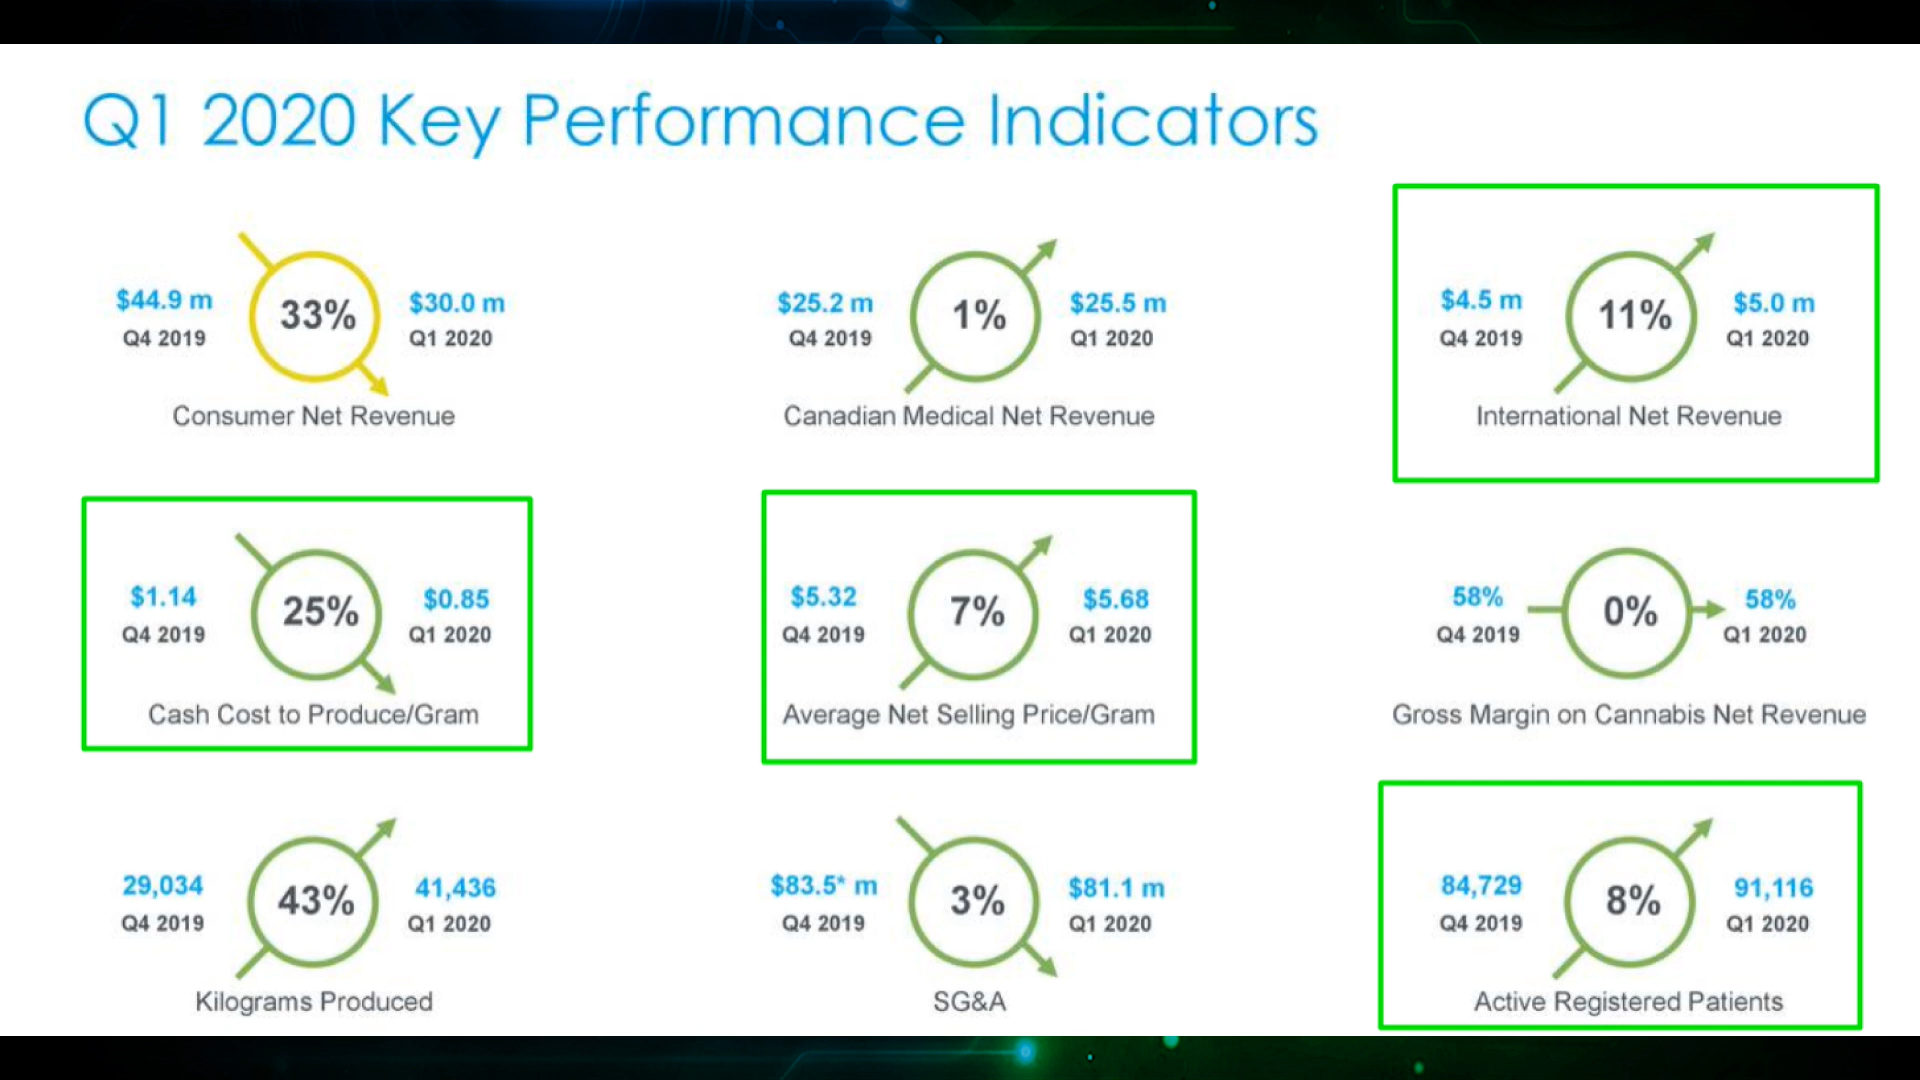 Q1 2020 Key Performance Indicators
$44.9 m
Q4 2019
33%
$30.0 m
Q1 2020
Consumer Net Revenue
$25.2 m
Q4 2019
1%
$25.5 m
Q1 2020
Canadian Medical Net Revenue
$4.5 m
Q4 2019
11%
$5.0 m
Q1 2020
International Net Revenue
$1.14
Q4 2019
25%
$0.85
Q1 2020
Cash Cost to Produce/Gram
$5.32
Q4 2019
7%
$5.68
Q1 2020
Average Net Selling Price/Gram
58%
Q4 2019
0%
58%
Q1 2020
Gross Margin on Cannabis Net Revenue
29,034
Q4 2019
43%
41,436
Q1 2020
Kilograms Produced
$83.5* m
Q4 2019
3%
$81.1 m
Q1 2020
SG&A
84,729
Q4 2019
8%
91,116
Q1 2020
Active Registered Patients